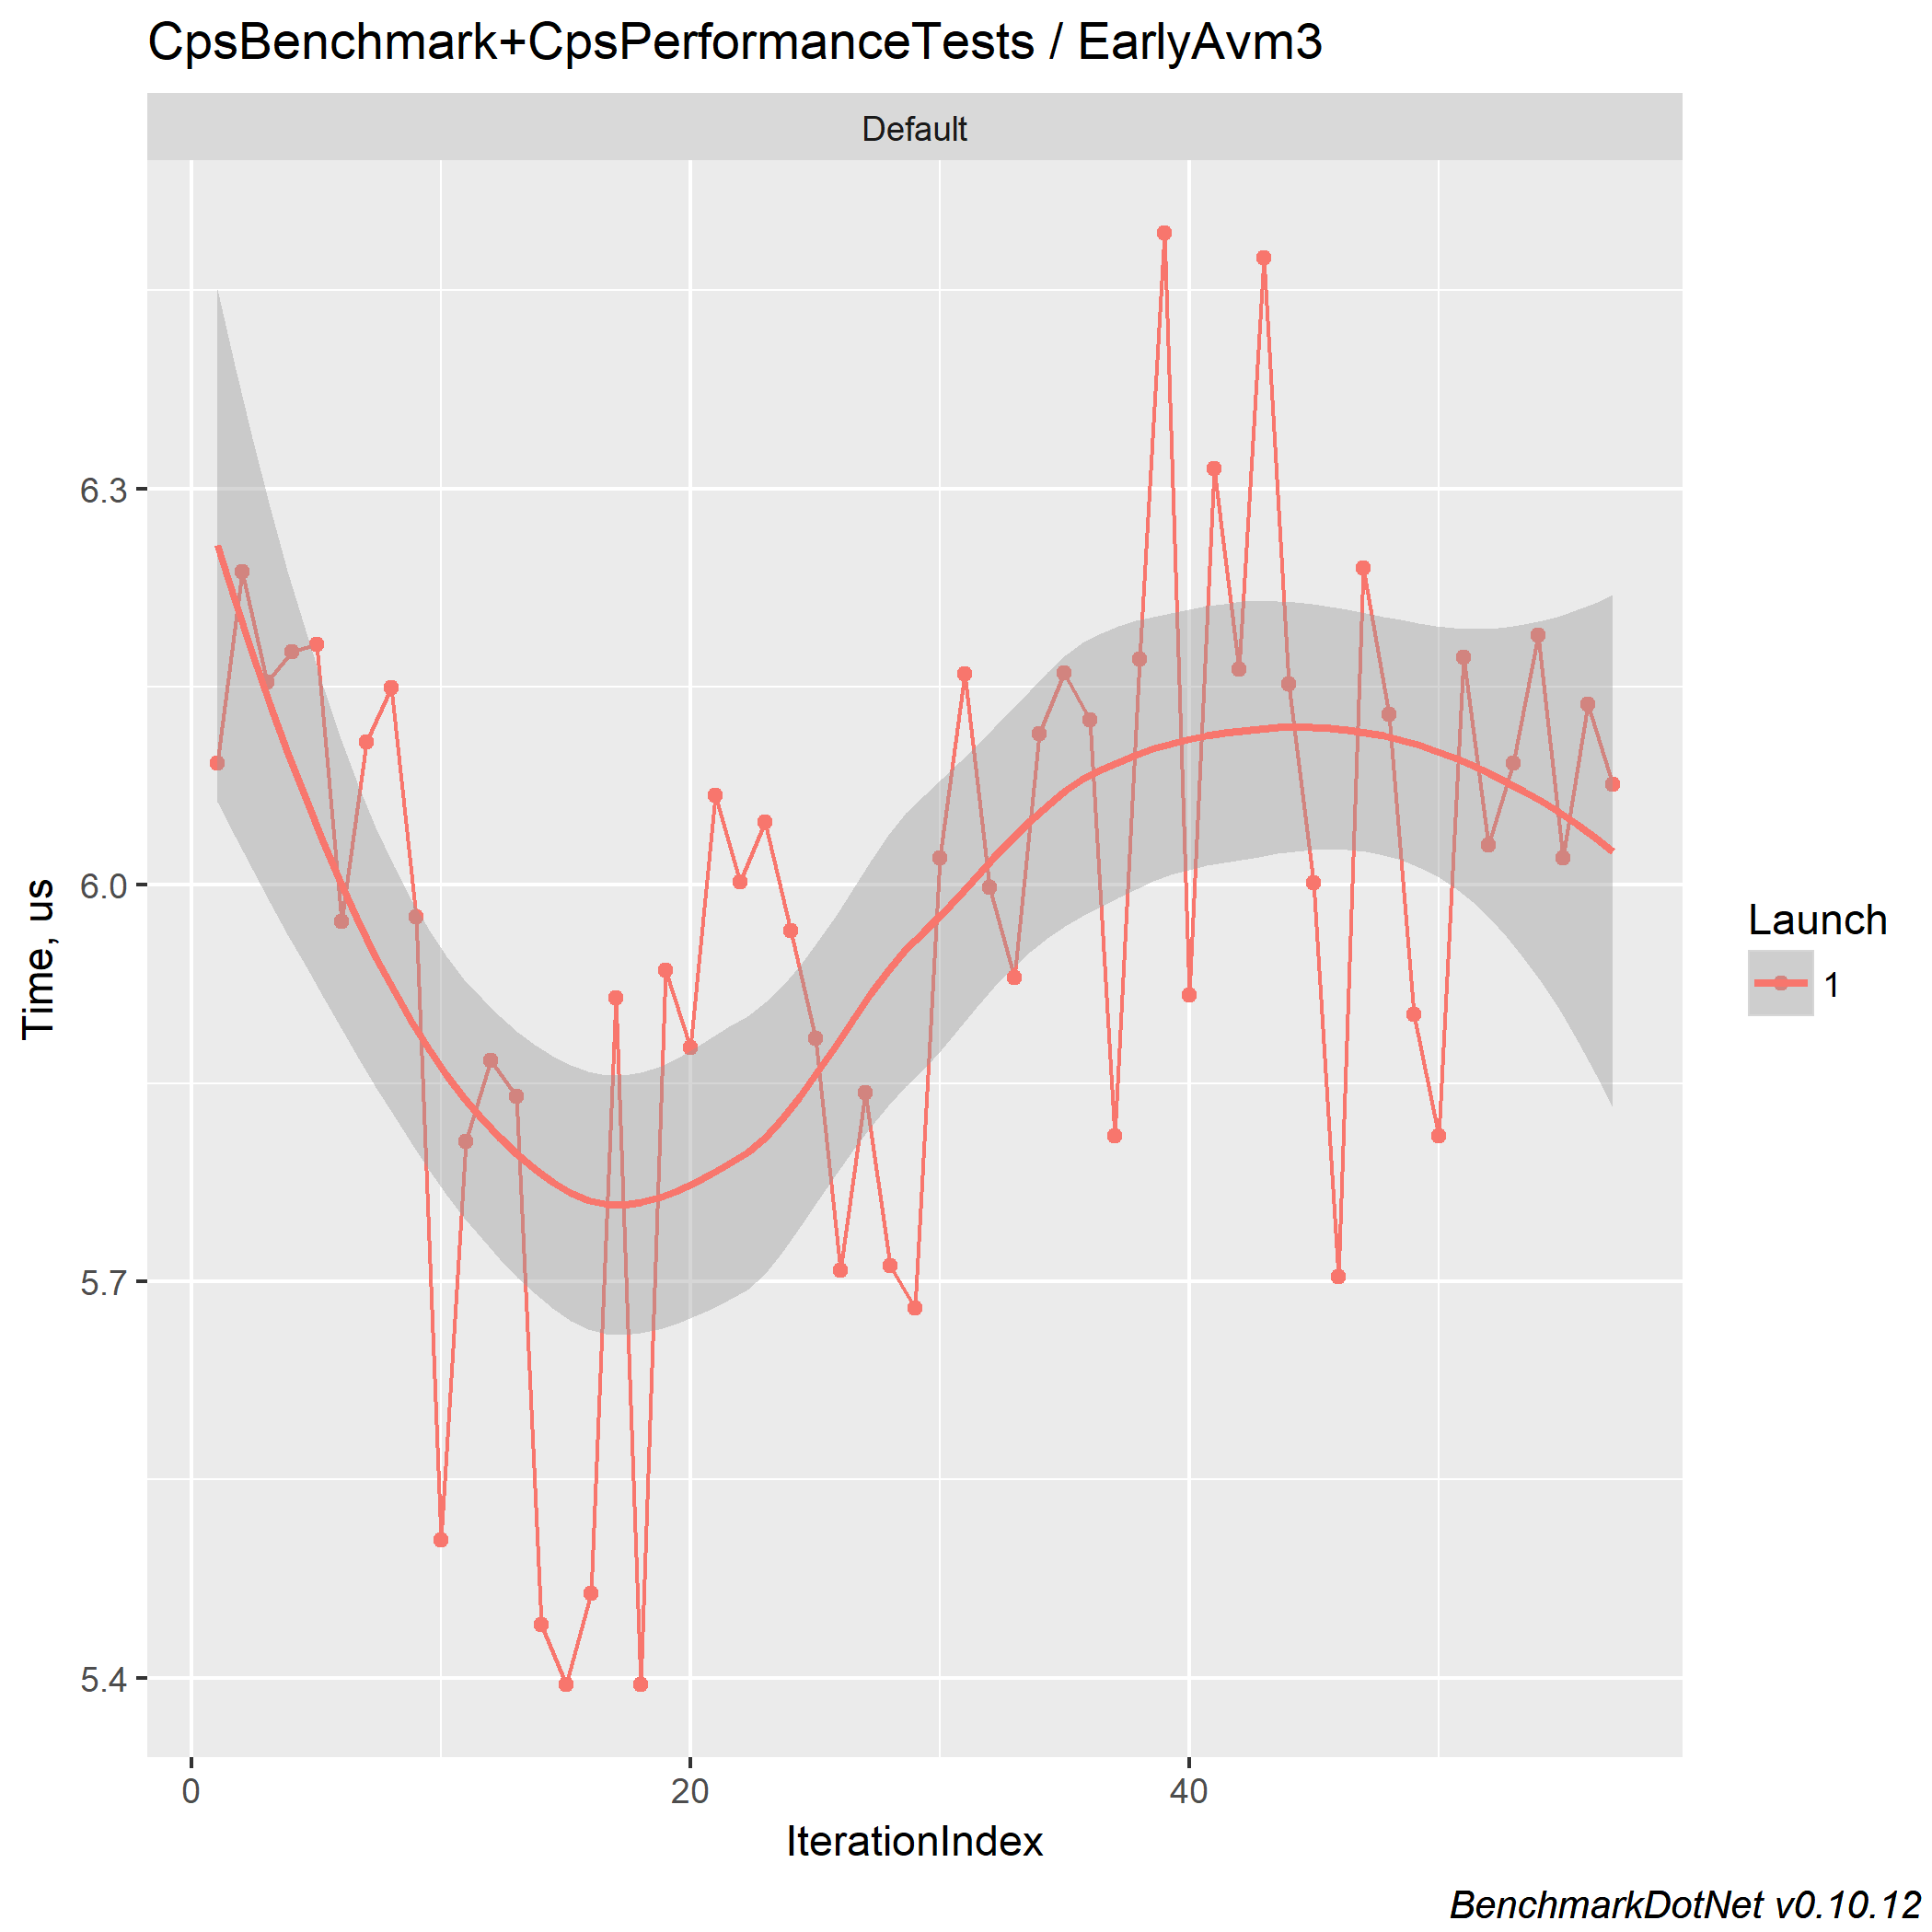 CpsBenchmark+CpsPerformanceTests / EarlyAvm3
Default
6.3
6.0
5.7
5.4
Time, us
0 20 40
IterationIndex
Launch
1
BenchmarkDotNet v0.10.12